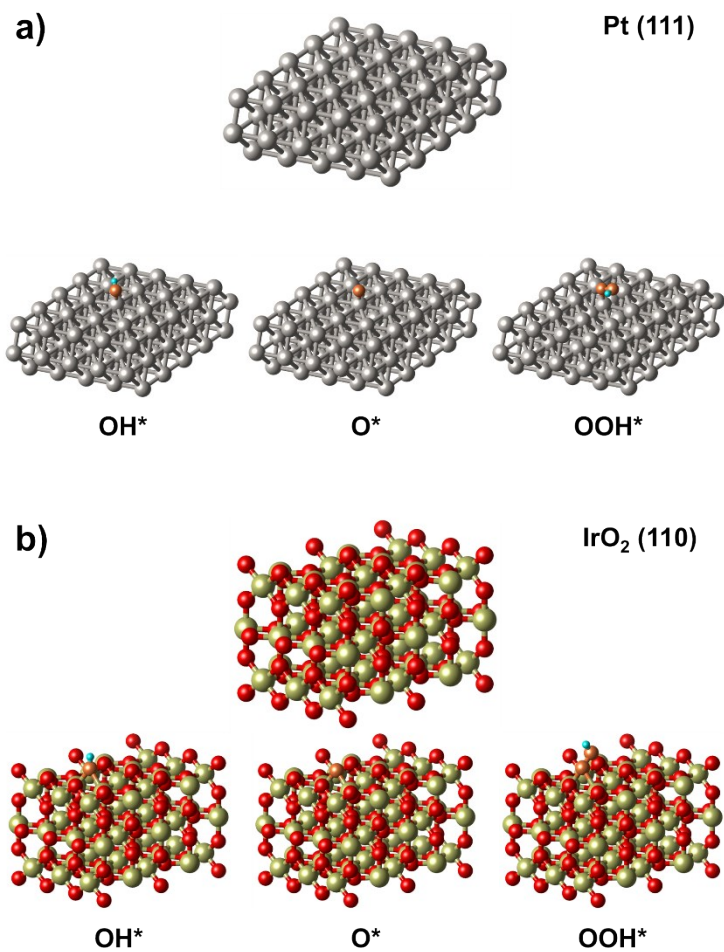 a)
Pt (111)
OH*
O*
OOH*
b)
IrO₂ (110)
OH*
O*
OOH*